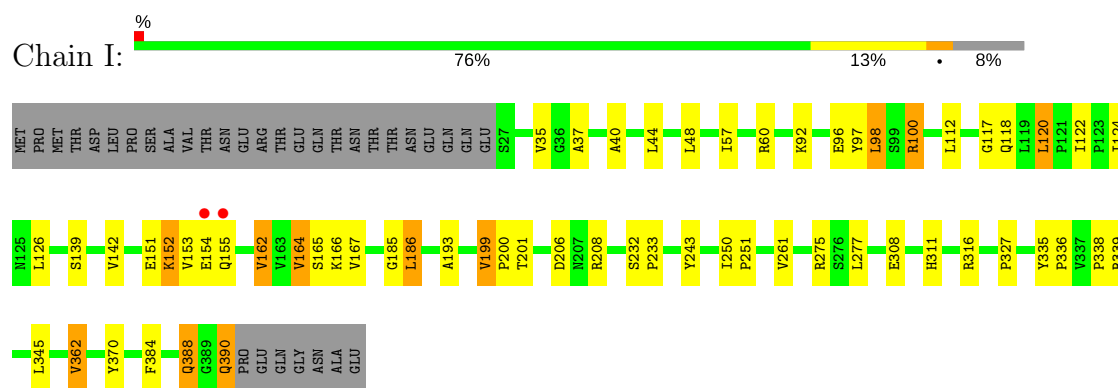 Chain I:
%
76% 13% • 8%
MET PRO MET THR ASP LEU PRO SER ALA VAL THR ASN GLU ARG THR GLU GLN THR ASN THR THR ASN GLU GLN GLN GLU S27 V35 G36 A37 A40 L44 L48 I57 R60 K92 E96 Y97 L98 S99 R100 L112 G117 Q118 L119 L120 P121 I122 P123 I124
N125 L126 S139 V142 E151 K152 V153 E154 Q155 V162 V163 V164 S165 K166 V167 G185 L186 A193 V199 P200 T201 D206 N207 R208 S232 P233 Y243 I250 P251 V261 R275 S276 L277 E308 H311 R316 P327 Y335 P336 V337 P338
L345 V362 Y370 F384 Q388 G389 Q390 PRO GLU GLN GLY ASN ALA GLU